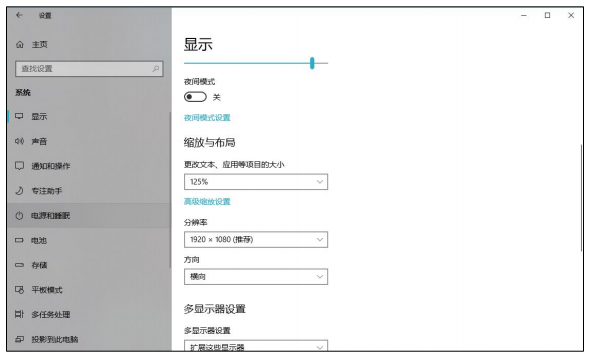 设置
主页
查找设置
系统
显示
声音
通知和操作
专注助手
电源和睡眠
电池
存储
平板模式
多任务处理
投影到此电脑
显示
夜间模式
关
夜间模式设置
缩放与布局
更改文本、应用等项目的大小
125%
高级缩放设置
分辨率
1920 × 1080 (推荐)
方向
横向
多显示器设置
多显示器设置
扩展这些显示器